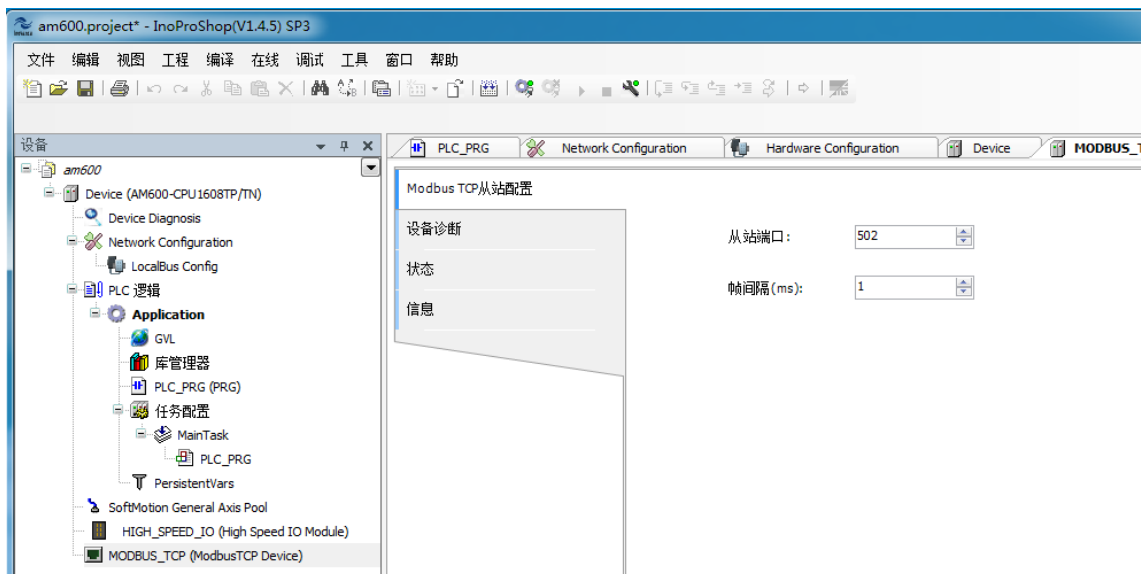 am600.project* - InoProShop(V1.4.5) SP3
文件 编辑 视图 工程 编译 在线 调试 工具 窗口 帮助
设备
am600
Device (AM600-CPU1608TP/TN)
Device Diagnosis
Network Configuration
LocalBus Config
PLC 逻辑
Application
GVL
库管理器
PLC_PRG (PRG)
任务配置
MainTask
PLC_PRG
PersistentVars
SoftMotion General Axis Pool
HIGH_SPEED_IO (High Speed IO Module)
MODBUS_TCP (ModbusTCP Device)
PLC_PRG Network Configuration Hardware Configuration Device MODBUS_T
Modbus TCP从站配置
设备诊断
状态
信息
从站端口: 502
帧间隔(ms): 1